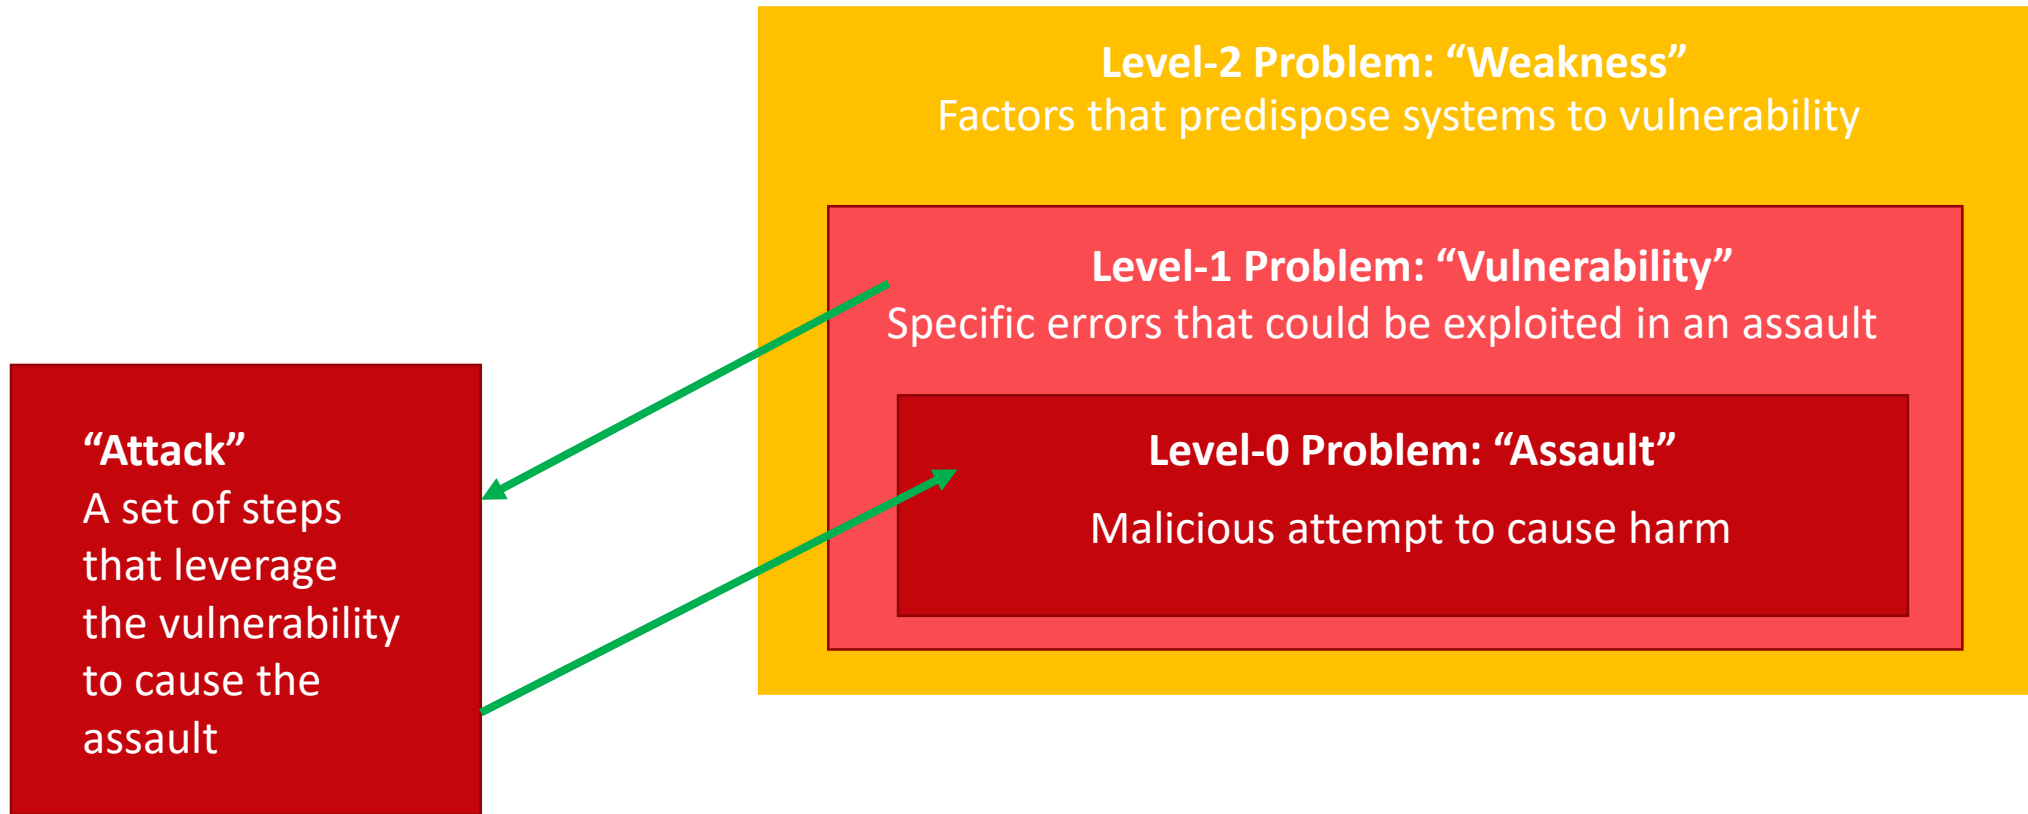 Level-2 Problem: “Weakness”
Factors that predispose systems to vulnerability
Level-1 Problem: “Vulnerability”
Specific errors that could be exploited in an assault
Level-0 Problem: “Assault”
Malicious attempt to cause harm
“Attack”
A set of steps
that leverage
the vulnerability
to cause the
assault